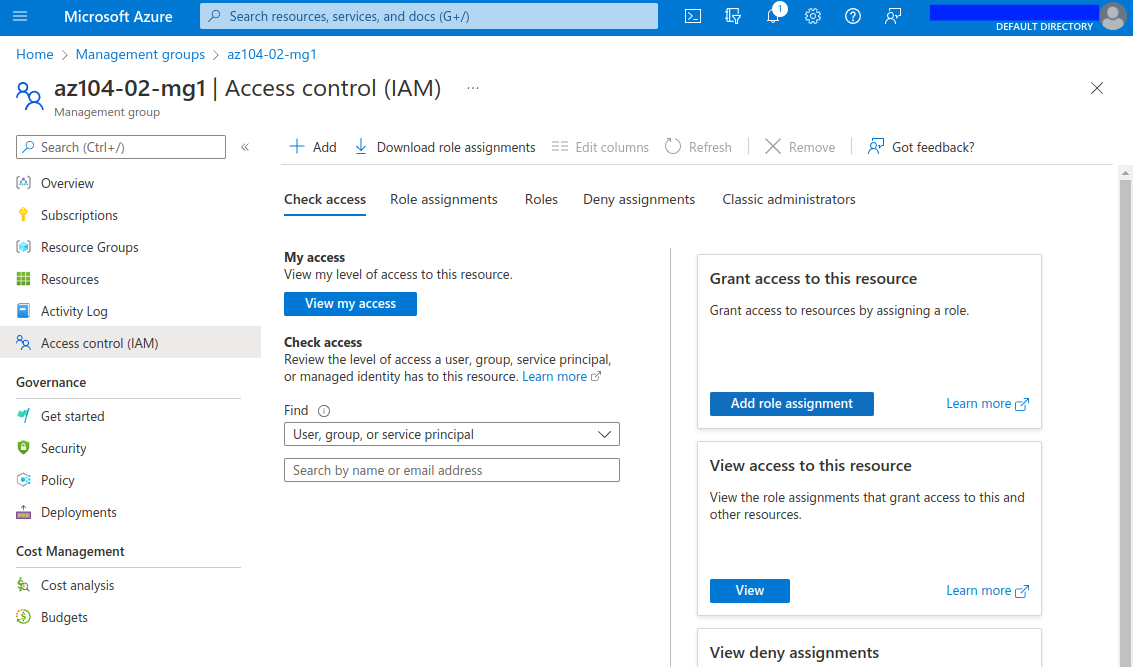 Microsoft Azure
Search resources, services, and docs (G+/)
1
DEFAULT DIRECTORY
Home > Management groups > az104-02-mg1
az104-02-mg1 | Access control (IAM) ...
Management group
Search (Ctrl+/)
«
Add
Download role assignments
Edit columns
Refresh
Remove
Got feedback?
Overview
Subscriptions
Resource Groups
Resources
Activity Log
Access control (IAM)
Governance
Get started
Security
Policy
Deployments
Cost Management
Cost analysis
Budgets
Check access
Role assignments
Roles
Deny assignments
Classic administrators
My access
View my level of access to this resource.
View my access
Check access
Review the level of access a user, group, service principal,
or managed identity has to this resource. Learn more
Find
User, group, or service principal
Search by name or email address
Grant access to this resource
Grant access to resources by assigning a role.
Add role assignment
Learn more
View access to this resource
View the role assignments that grant access to this and
other resources.
View
Learn more
View deny assignments